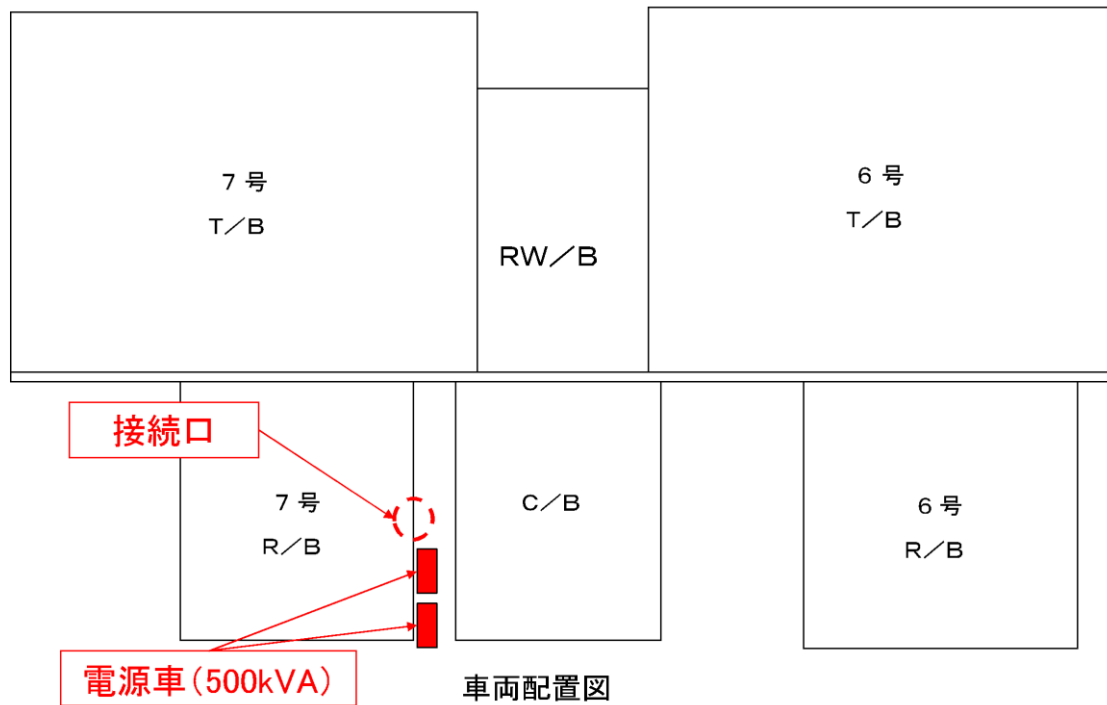 7 号
T/B
RW/B
6 号
T/B
接続口
7 号
R/B
C/B
6 号
R/B
電源車(500kVA)
車両配置図